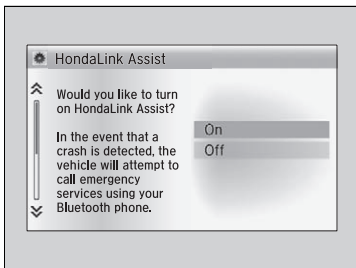 HondaLink Assist
Would you like to turn
on HondaLink Assist?
In the event that a
crash is detected, the
vehicle will attempt to
call emergency
services using your
Bluetooth phone.
On
Off